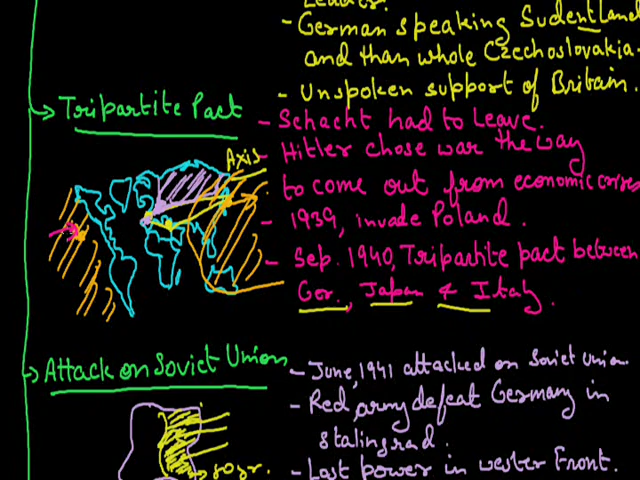 Leader.
- German speaking Sudentland
and than whole Czechoslovakia.
- Unspoken support of Britain.
Tripartite Pact
- Schacht had to leave.
- Hitler chose war the way
to come out from economic crises
- 1939, invade Poland.
- Sep. 1940, Tripartite pact between
Ger., Japan & Italy.
Axis
Attack on Soviet Union
- June, 1941 attacked on Soviet union.
- Red army defeat Germany in
stalingrad.
- Last power in wester Front.